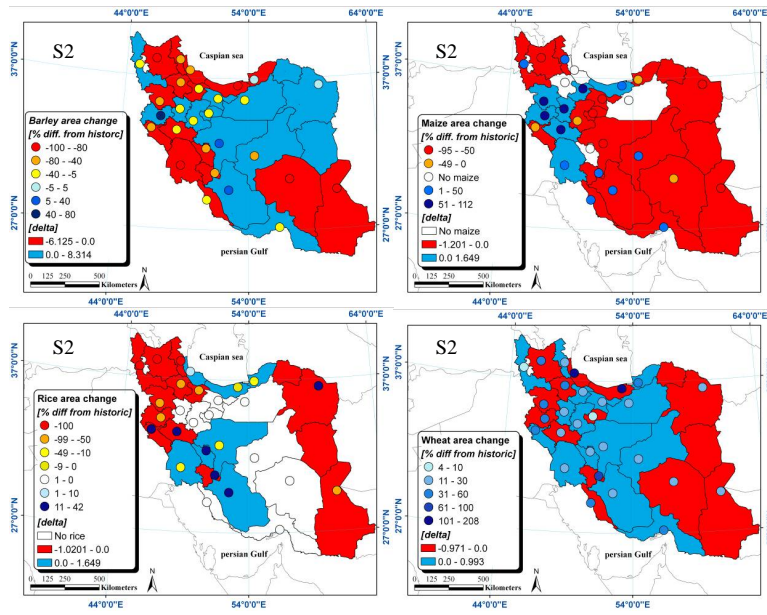 44°0'0"E 54°0'0"E 64°0'0"E
S2
Caspian sea
37°0'0"N
27°0'0"N
Barley area change
[% diff. from historic]
-100 - -80
-80 - -40
-40 - -5
-5 - 5
5 - 40
40 - 80
[delta]
-6.125 - 0.0
0.0 - 8.314
persian Gulf
0 125 250 500
Kilometers
N
44°0'0"E 54°0'0"E
44°0'0"E 54°0'0"E 64°0'0"E
S2
Caspian sea
37°0'0"N
27°0'0"N
Maize area change
[% diff. from historic]
-95 - -50
-49 - 0
No maize
1 - 50
51 - 112
[delta]
No maize
-1.201 - 0.0
0.0 1.649
persian Gulf
0 125 250 500
Kilometers
N
44°0'0"E 54°0'0"E
44°0'0"E 54°0'0"E 64°0'0"E
S2
Caspian sea
37°0'0"N
27°0'0"N
Rice area change
[% diff from historic]
-100
-99 - -50
-49 - -10
-9 - 0
1 - 0
1 - 10
11 - 42
[delta]
No rice
-1.0201 - 0.0
0.0 - 1.649
persian Gulf
0 125 250 500
Kilometers
N
44°0'0"E 54°0'0"E
44°0'0"E 54°0'0"E 64°0'0"E
S2
Caspian sea
37°0'0"N
27°0'0"N
Wheat area change
[% diff. from historic]
4 - 10
11 - 30
31 - 60
61 - 100
101 - 208
[delta]
-0.971 - 0.0
0.0 - 0.993
persian Gulf
0 125 250 500
Kilometers
N
44°0'0"E 54°0'0"E